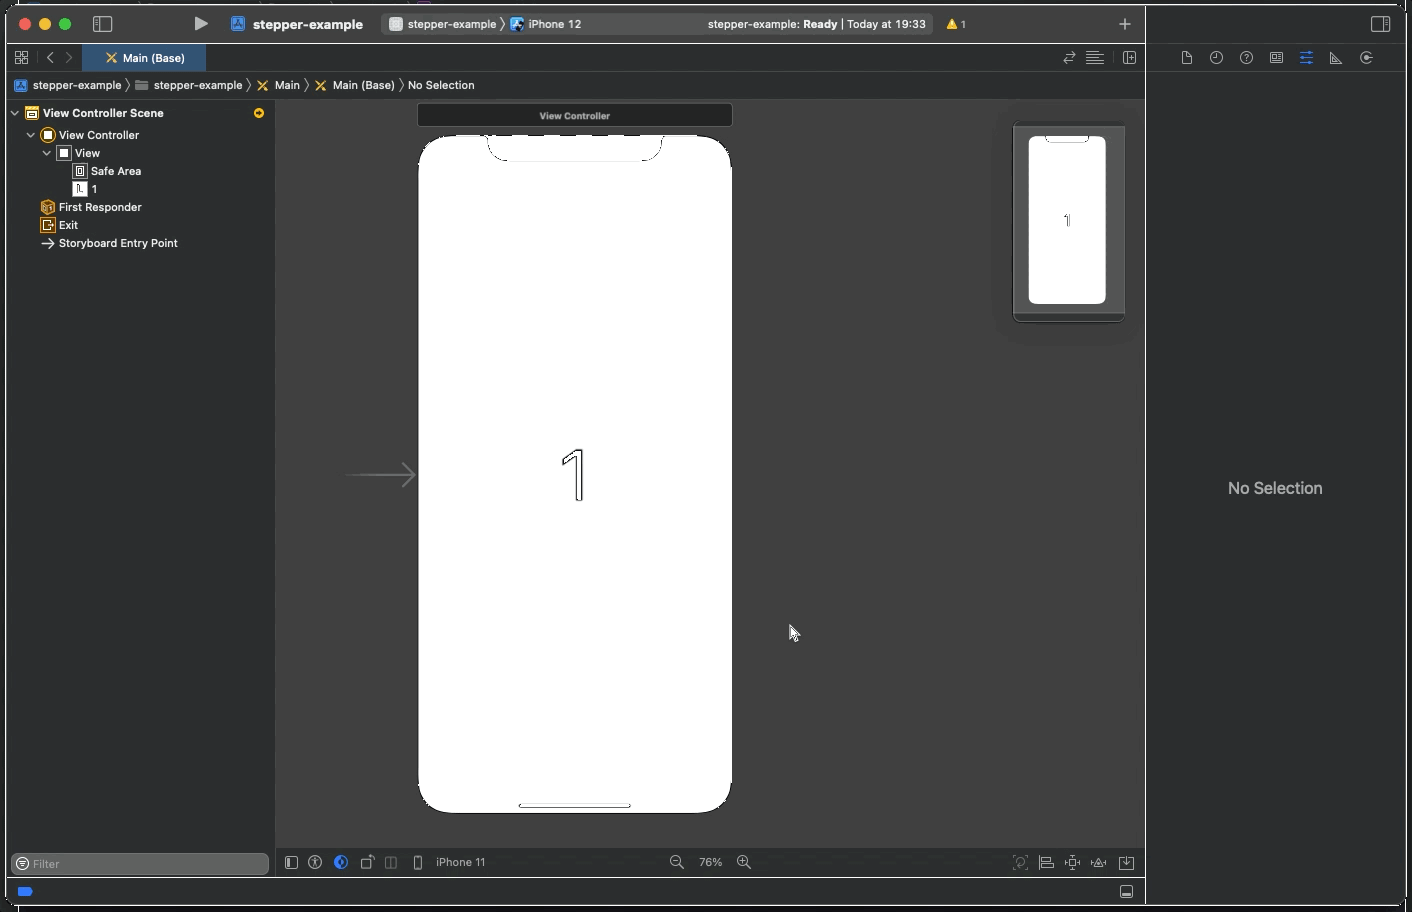 stepper-example
stepper-example iPhone 12
stepper-example: Ready | Today at 19:33
1
Main (Base)
stepper-example stepper-example Main Main (Base) No Selection
View Controller Scene
View Controller
View
Safe Area
1
First Responder
Exit
Storyboard Entry Point
View Controller
1
1
No Selection
Filter
iPhone 11
76%